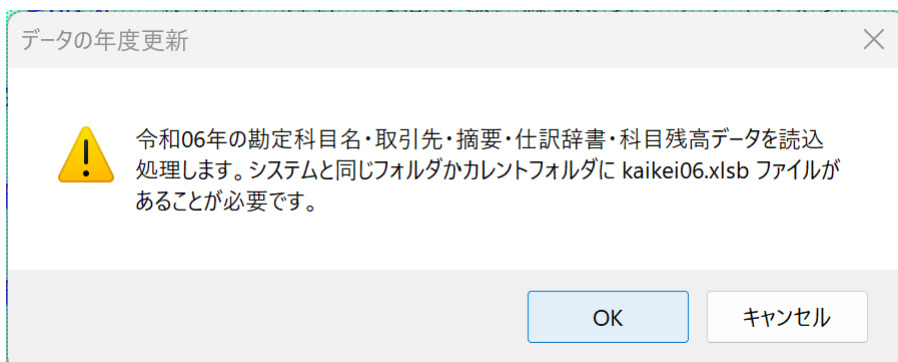 データの年度更新
令和06年の勘定科目名・取引先・摘要・仕訳辞書・科目残高データを読込
処理します。システムと同じフォルダかカレントフォルダに kaikei06.xlsb ファイルが
あることが必要です。
OK
キャンセル